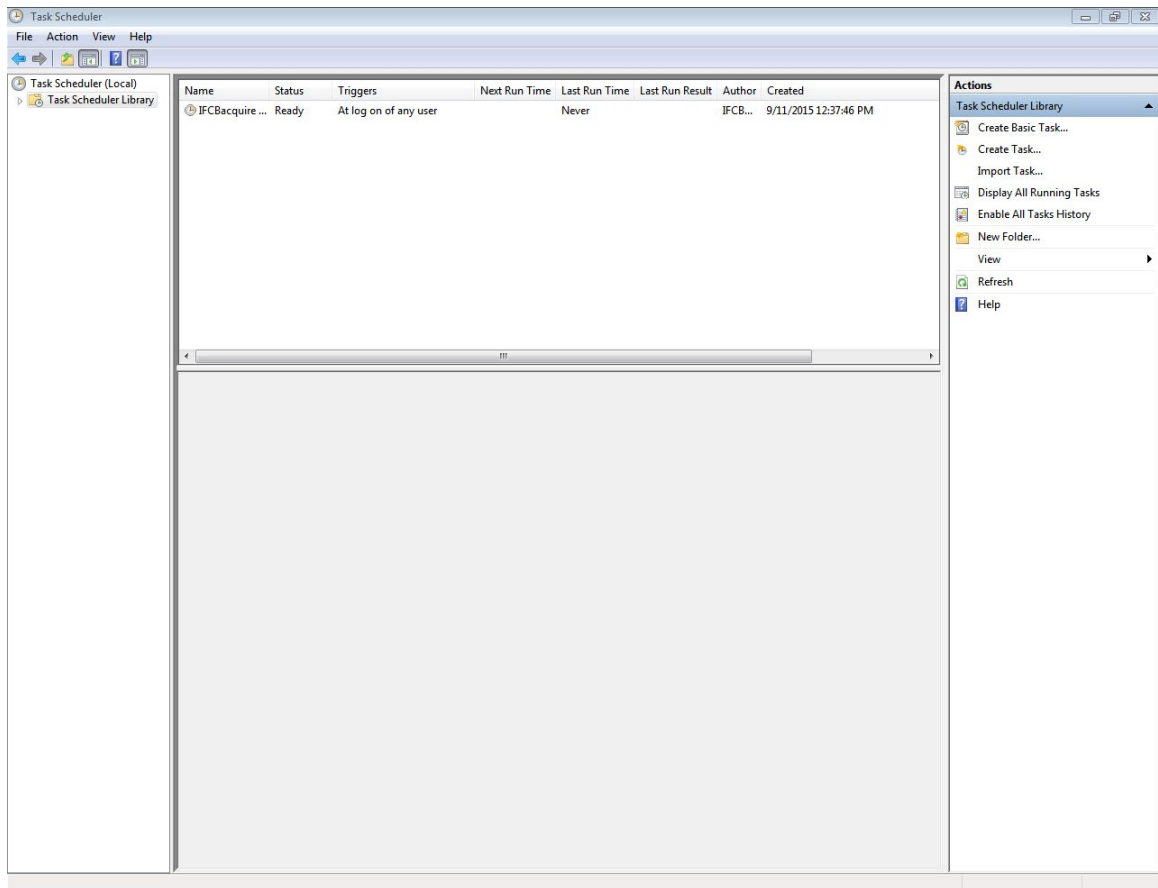 Task Scheduler
File Action View Help
Task Scheduler (Local)
Task Scheduler Library
Name Status Triggers Next Run Time Last Run Time Last Run Result Author Created
IFCBacquire ... Ready At log on of any user Never IFCB... 9/11/2015 12:37:46 PM
Actions
Task Scheduler Library
Create Basic Task...
Create Task...
Import Task...
Display All Running Tasks
Enable All Tasks History
New Folder...
View
Refresh
Help